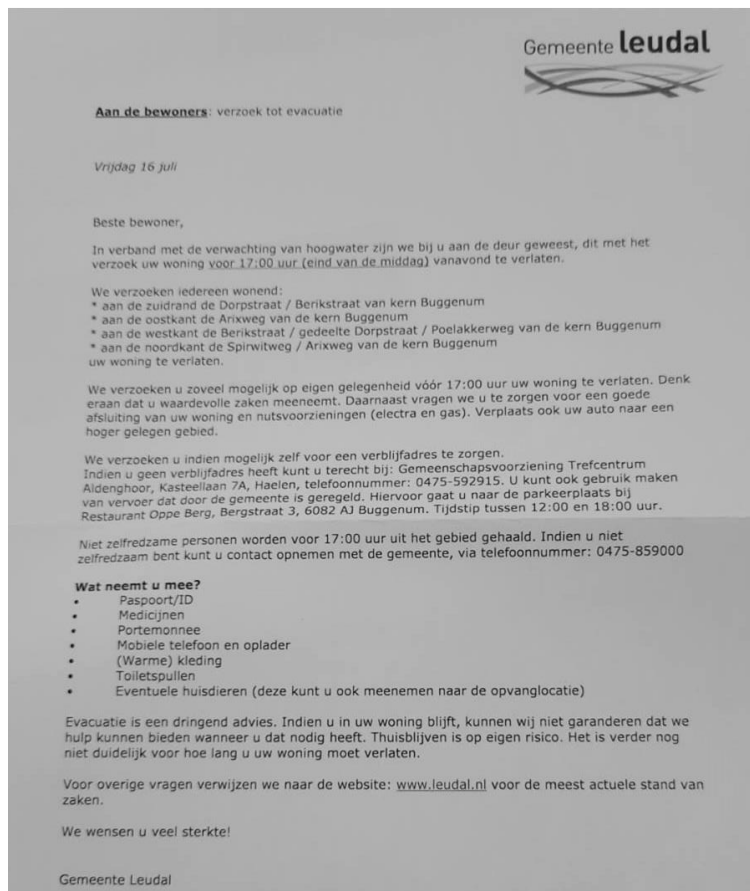 Gemeente leudal
Aan de bewoners: verzoek tot evacuatie
Vrijdag 16 juli
Beste bewoner,
In verband met de verwachting van hoogwater zijn we bij u aan de deur geweest, dit met het
verzoek uw woning voor 17:00 uur (eind van de middag) vanavond te verlaten.
We verzoeken iedereen wonend:
* aan de zuidrand de Dorpstraat / Berikstraat van kern Buggenum
* aan de oostkant de Arixweg van de kern Buggenum
* aan de westkant de Berikstraat / gedeelte Dorpstraat / Poelakkerweg van de kern Buggenum
* aan de noordkant de Spirwitweg / Arixweg van de kern Buggenum
uw woning te verlaten.
We verzoeken u zoveel mogelijk op eigen gelegenheid vóór 17:00 uur uw woning te verlaten. Denk
eraan dat u waardevolle zaken meeneemt. Daarnaast vragen we u te zorgen voor een goede
afsluiting van uw woning en nutsvoorzieningen (electra en gas). Verplaats ook uw auto naar een
hoger gelegen gebied.
We verzoeken u indien mogelijk zelf voor een verblijfadres te zorgen.
Indien u geen verblijfadres heeft kunt u terecht bij: Gemeenschapsvoorziening Trefcentrum
Aldenghoor, Kasteellaan 7A, Haelen, telefoonnummer: 0475-592915. U kunt ook gebruik maken
van vervoer dat door de gemeente is geregeld. Hiervoor gaat u naar de parkeerplaats bij
Restaurant Oppe Berg, Bergstraat 3, 6082 AJ Buggenum. Tijdstip tussen 12:00 en 18:00 uur.
Niet zelfredzame personen worden voor 17:00 uur uit het gebied gehaald. Indien u niet
zelfredzaam bent kunt u contact opnemen met de gemeente, via telefoonnummer: 0475-859000
Wat neemt u mee?
• Paspoort/ID
• Medicijnen
• Portemonnee
• Mobiele telefoon en oplader
• (Warme) kleding
• Toiletspullen
• Eventuele huisdieren (deze kunt u ook meenemen naar de opvanglocatie)
Evacuatie is een dringend advies. Indien u in uw woning blijft, kunnen wij niet garanderen dat we
hulp kunnen bieden wanneer u dat nodig heeft. Thuisblijven is op eigen risico. Het is verder nog
niet duidelijk voor hoe lang u uw woning moet verlaten.
Voor overige vragen verwijzen we naar de website: www.leudal.nl voor de meest actuele stand van
zaken.
We wensen u veel sterkte!
Gemeente Leudal